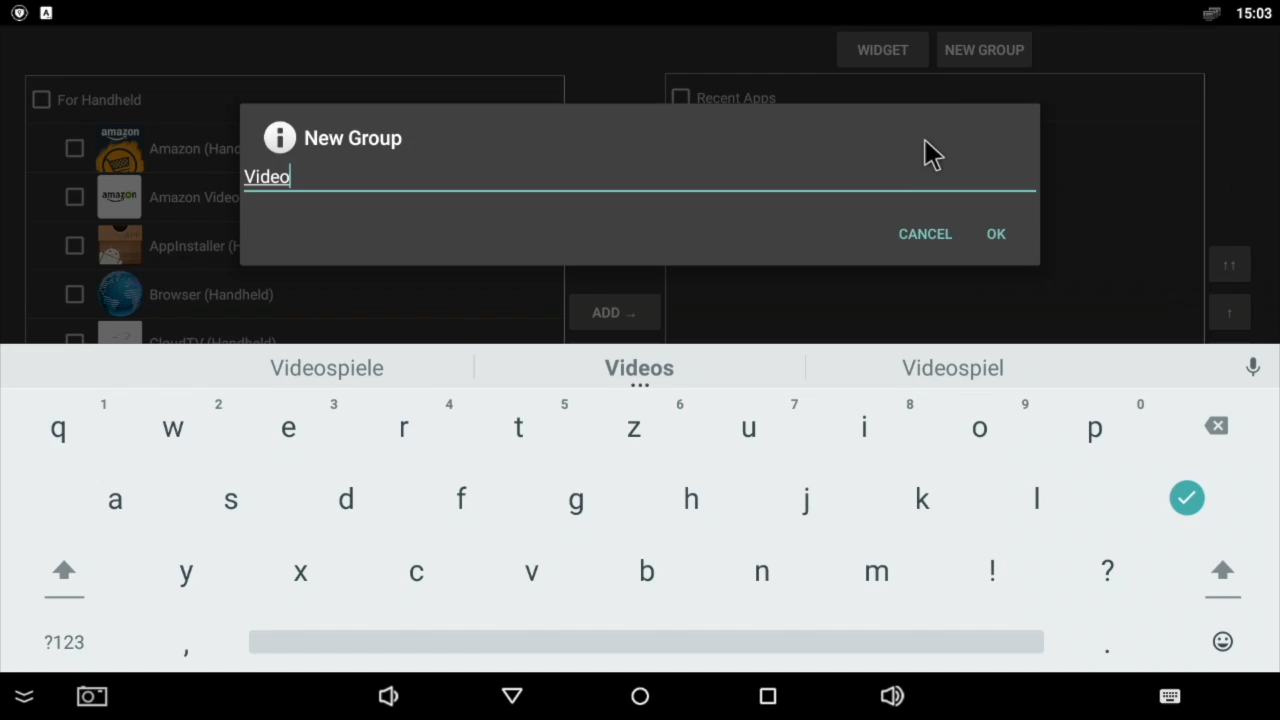 A
15:03
WIDGET
NEW GROUP
For Handheld
Recent Apps
amazon
Amazon (Hand
amazon
Amazon Video
AppInstaller (H
Browser (Handheld)
CloudTV (Handheld)
New Group
Video
CANCEL
OK
ADD →
↑↑
↑
Videospiele
Videos
Videospiel
1 2 3 4 5 6 7 8 9 0
q w e r t z u i o p
a s d f g h j k l
y x c v b n m ! ?
?123 , .